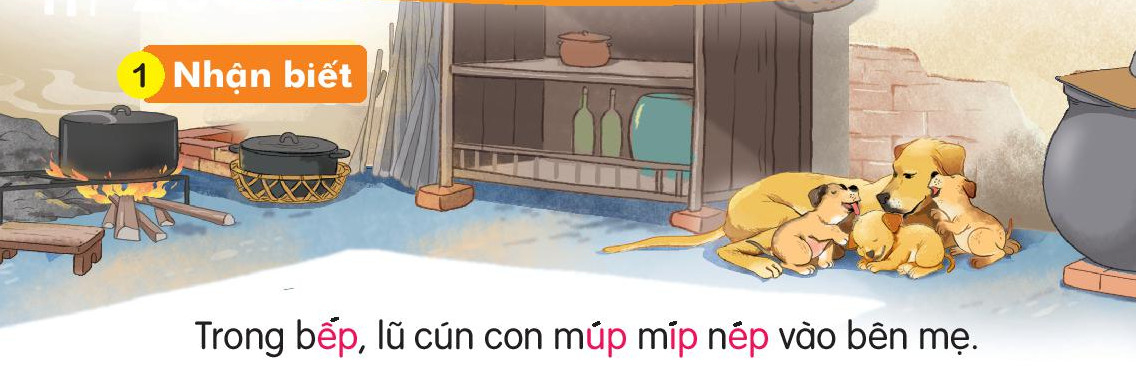 1 Nhận biết
Trong bếp, lũ cún con múp míp nép vào bên mẹ.